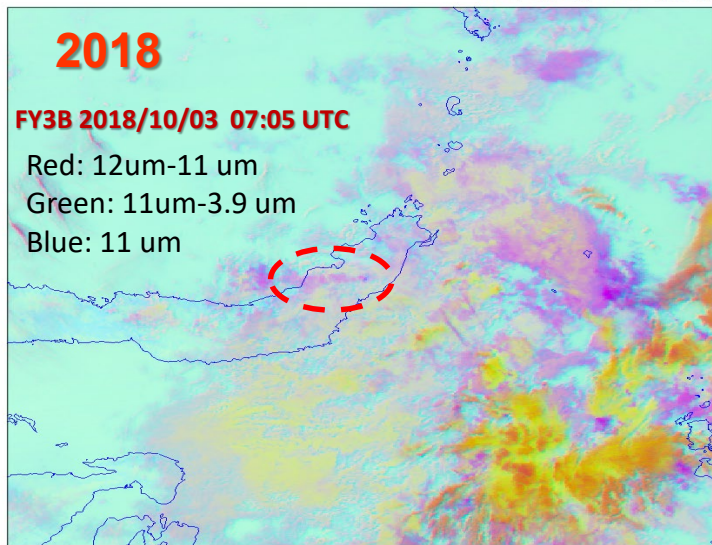 2018
FY3B 2018/10/03 07:05 UTC
Red: 12um-11 um
Green: 11um-3.9 um
Blue: 11 um